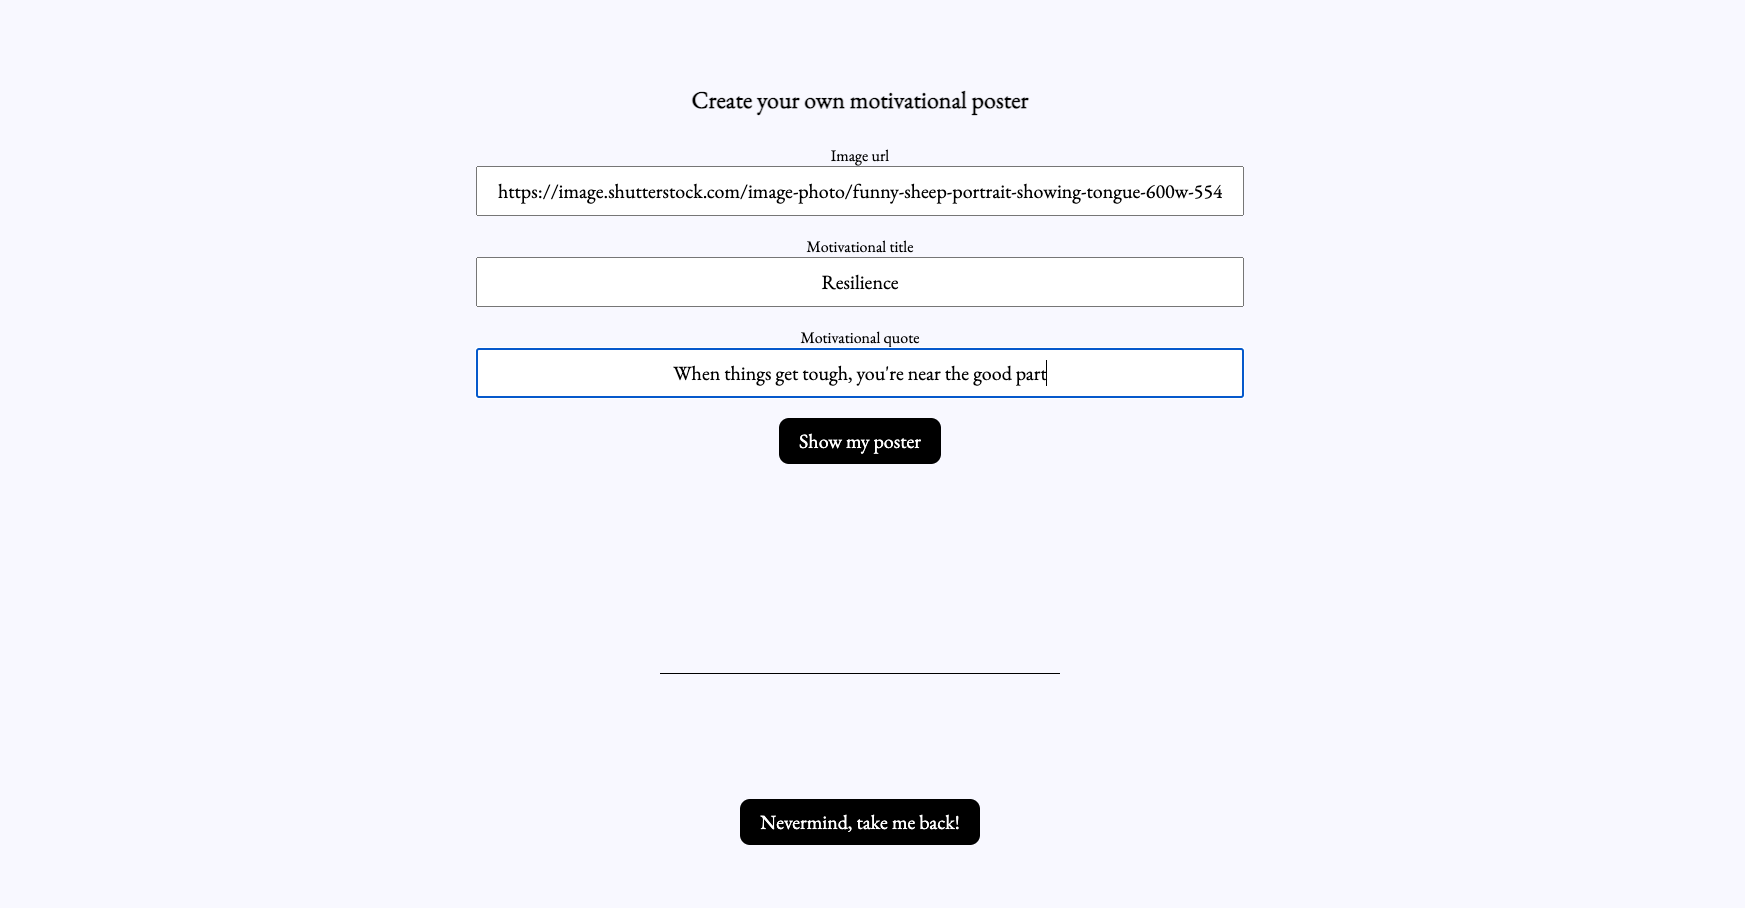 Create your own motivational poster
Image url
https://image.shutterstock.com/image-photo/funny-sheep-portrait-showing-tongue-600w-554
Motivational title
Resilience
Motivational quote
When things get tough, you're near the good part
Show my poster
Nevermind, take me back!